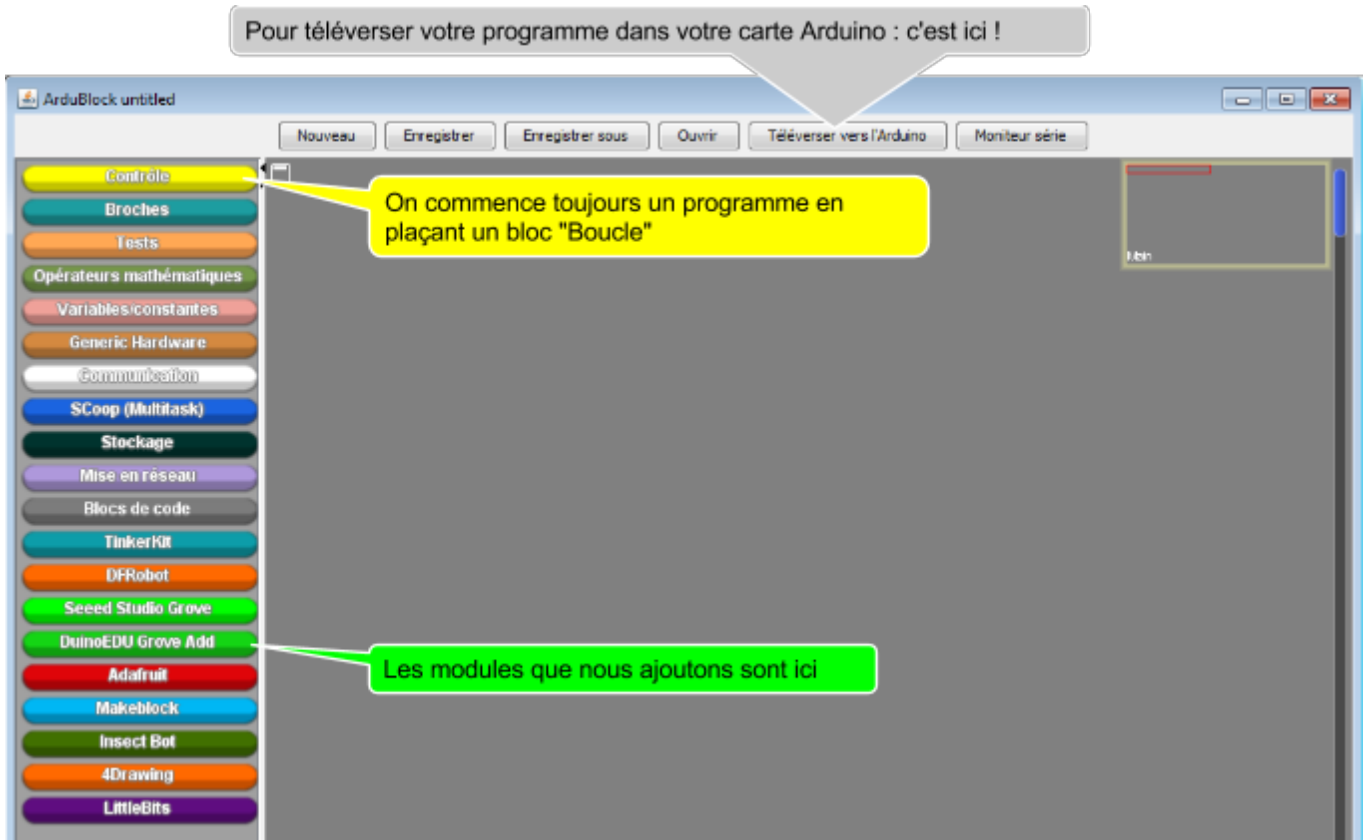 Pour téléverser votre programme dans votre carte Arduino : c'est ici !
ArduBlock untitled
Nouveau Enregistrer Enregistrer sous Ouvrir Téléverser vers l'Arduino Moniteur série
Contrôle
On commence toujours un programme en
plaçant un bloc "Boucle"
Broches
Tests
Opérateurs mathématiques
Variables/constantes
Generic Hardware
Communication
SCoop (Multitask)
Stockage
Mise en réseau
Blocs de code
TinkerKit
DFRobot
Seeed Studio Grove
DuinoEDU Grove Add
Les modules que nous ajoutons sont ici
Adafruit
Makeblock
Insect Bot
4Drawing
LittleBits
Main